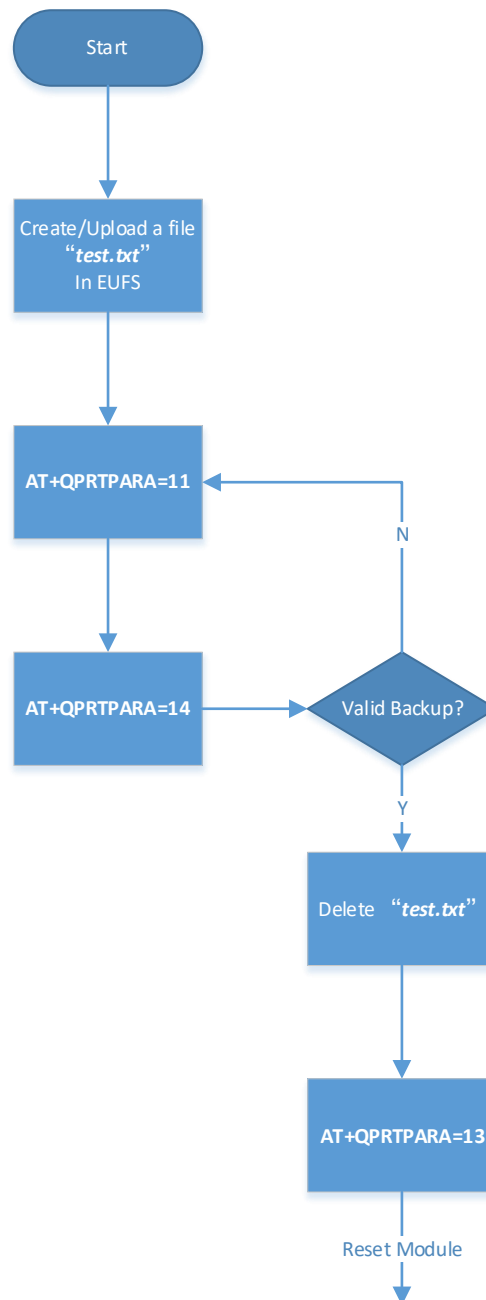 Start
Create/Upload a file
“test.txt”
In EUFS
AT+QPRTPARA=11
N
AT+QPRTPARA=14
Valid Backup?
Y
Delete “test.txt”
AT+QPRTPARA=13
Reset Module